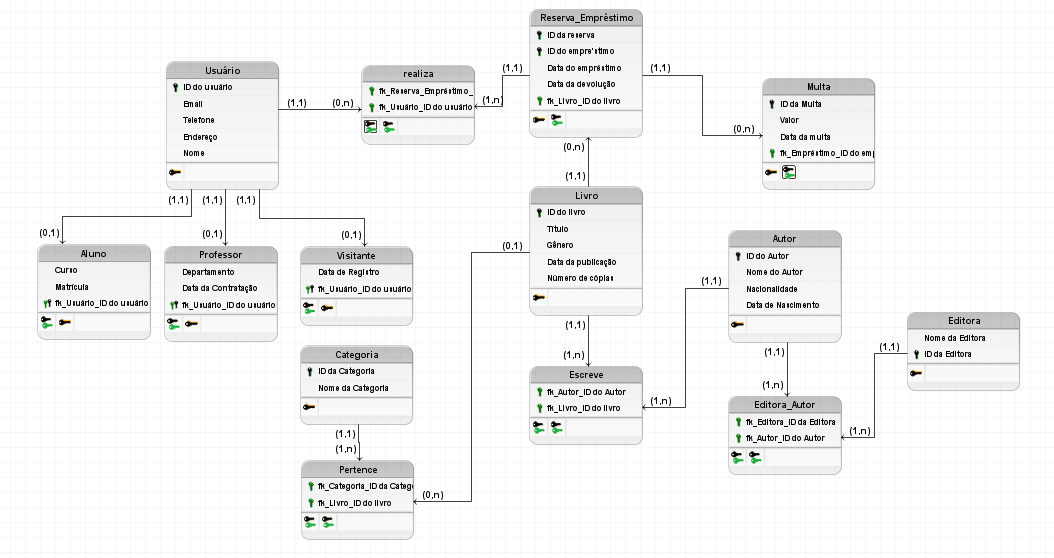 Reserva_Empréstimo
ID da reserva
ID do empre´stimo
Data do empréstimo
Data da devolução
fk_Livro_ID do livro
(1,1)
(1,1)
(1,n)
(0,n)
(0,n)
Usuário
ID do usuário
Email
Telefone
Endereço
Nome
(1,1)
(0,n)
realiza
fk_Reserva_Empréstimo_
fk_Usuário_ID do usuário
Multa
ID da Multa
Valor
Data da multa
fk_Empréstimo_ID do emp
(1,1)
(1,1)
(1,1)
(0,1)
(0,1)
(0,1)
(1,1)
Livro
ID do livro
Título
Gênero
Data da publicação
Número de cópias
(0,1)
(1,1)
(1,n)
Aluno
Curso
Matrícula
fk_Usuário_ID do usuário
Professor
Departamento
Data da Contratação
fk_Usuário_ID do usuário
Visitante
Data de Registro
fk_Usuário_ID do usuário
Autor
ID do Autor
Nome do Autor
Nacionalidade
Data de Nascimento
(1,1)
(1,1)
(1,n)
Editora
Nome da Editora
ID da Editora
(1,1)
Categoria
ID da Categoria
Nome da Categoria
(1,1)
(1,n)
Escreve
fk_Autor_ID do Autor
fk_Livro_ID do livro
(1,n)
Editora_Autor
fk_Editora_ID da Editora
fk_Autor_ID do Autor
(1,n)
Pertence
fk_Categoria_ID da Categ
fk_Livro_ID do livro
(0,n)